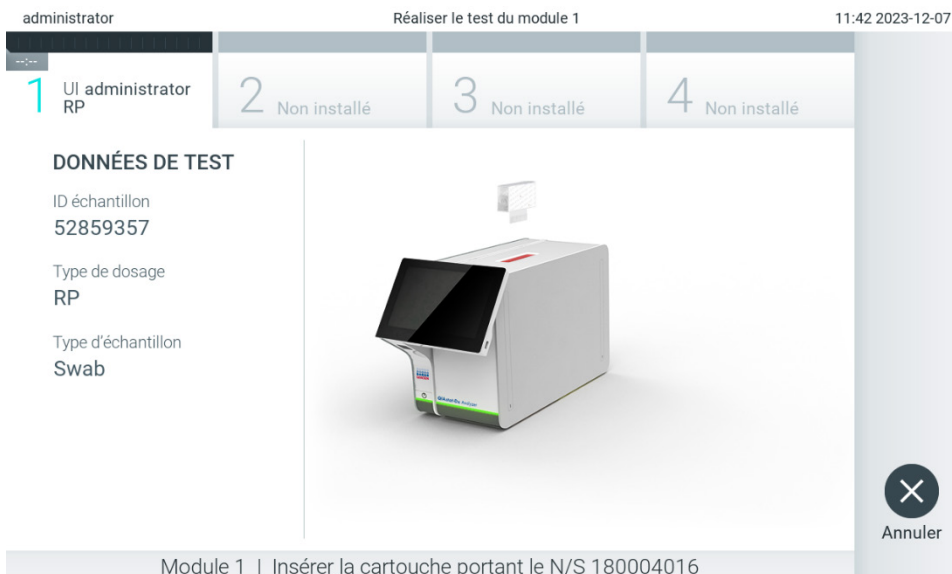 administrator
Réaliser le test du module 1
11:42 2023-12-07
--:--
1
UI administrator
RP
2
Non installé
3
Non installé
4
Non installé
DONNÉES DE TEST
ID échantillon
52859357
Type de dosage
RP
Type d'échantillon
Swab
Annuler
Module 1 | Insérer la cartouche portant le N/S 180004016